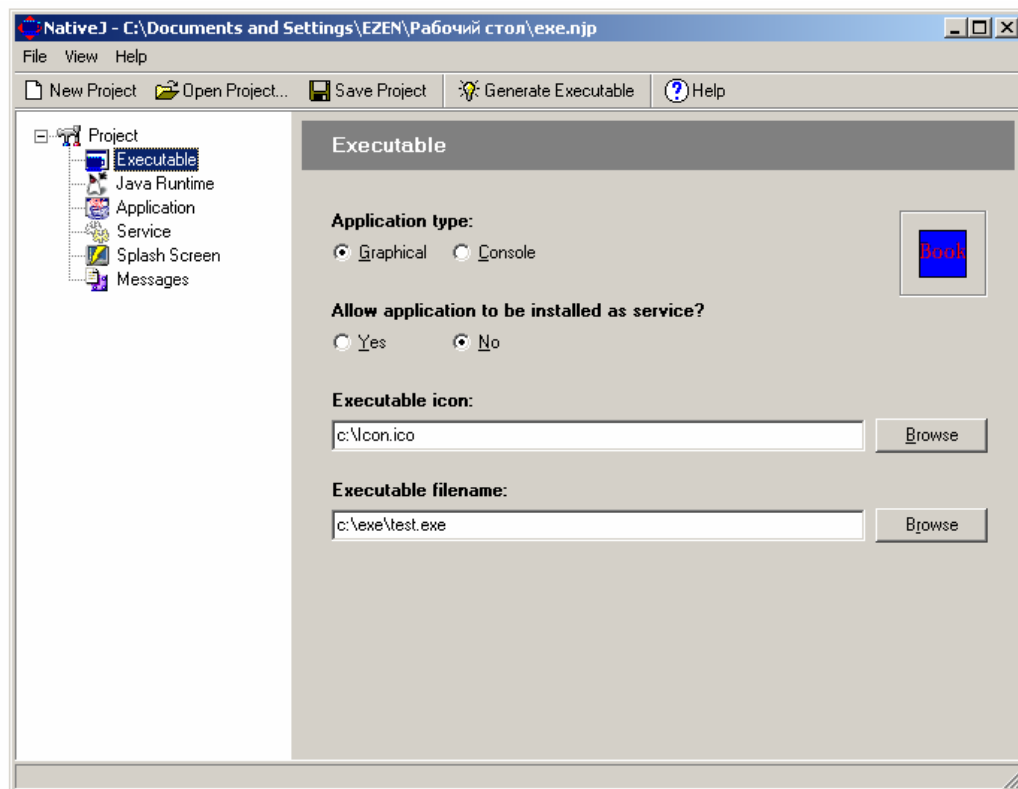 NativeJ - C:\Documents and Settings\EZEN\Рабочий стол\exe.njp
File View Help
New Project Open Project... Save Project Generate Executable Help
Project
Executable
Java Runtime
Application
Service
Splash Screen
Messages
Executable
Application type:
Graphical Console
Book
Allow application to be installed as service?
Yes No
Executable icon:
c:\Icon.ico Browse
Executable filename:
c:\exe\test.exe Browse